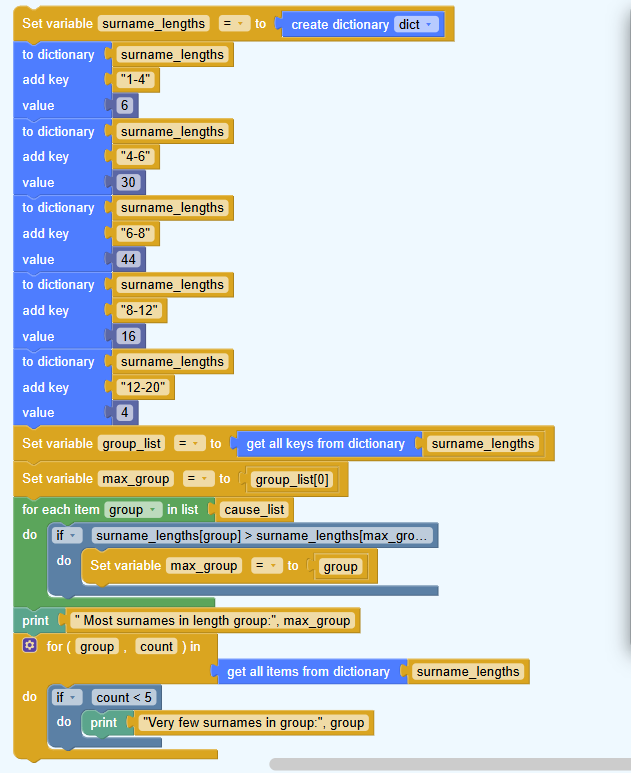 Set variable surname_lengths = to create dictionary dict
to dictionary surname_lengths
add key "1-4"
value 6
to dictionary surname_lengths
add key "4-6"
value 30
to dictionary surname_lengths
add key "6-8"
value 44
to dictionary surname_lengths
add key "8-12"
value 16
to dictionary surname_lengths
add key "12-20"
value 4
Set variable group_list = to get all keys from dictionary surname_lengths
Set variable max_group = to group_list[0]
for each item group in list cause_list
do if surname_lengths[group] > surname_lengths[max_gro...
do Set variable max_group = to group
print " Most surnames in length group:", max_group
for ( group , count ) in
get all items from dictionary surname_lengths
do if count < 5
do print "Very few surnames in group:", group